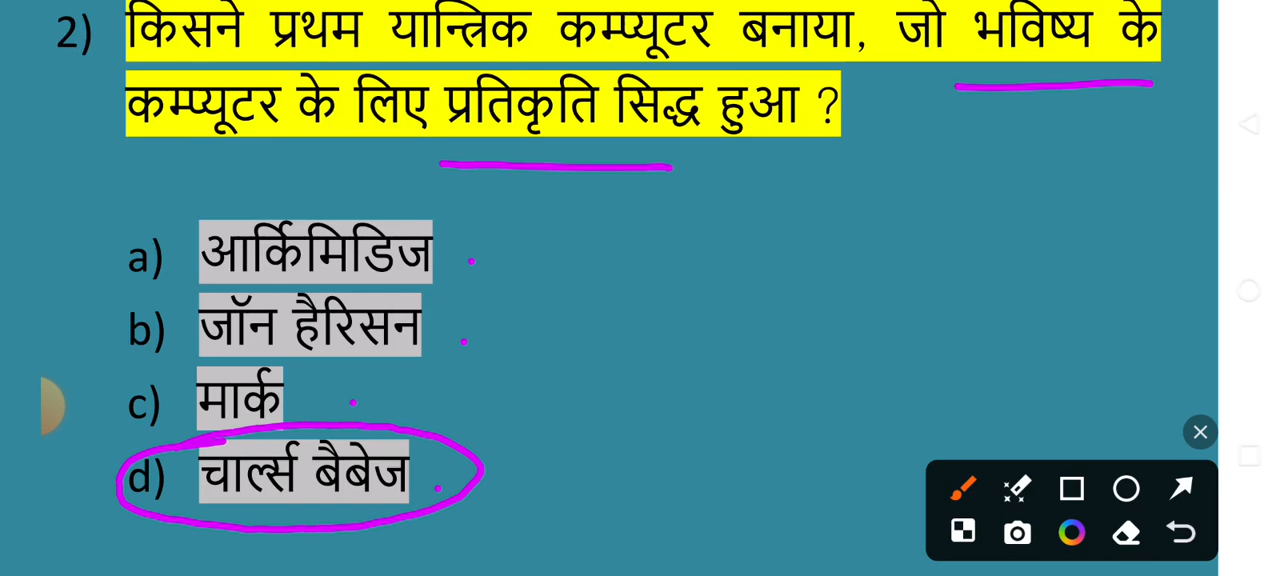 2) किसने प्रथम यान्त्रिक कम्प्यूटर बनाया, जो भविष्य के
कम्प्यूटर के लिए प्रतिकृति सिद्ध हुआ ?
a) आर्किमिडिज
b) जॉन हैरिसन
c) मार्क
d) चार्ल्स बैबेज